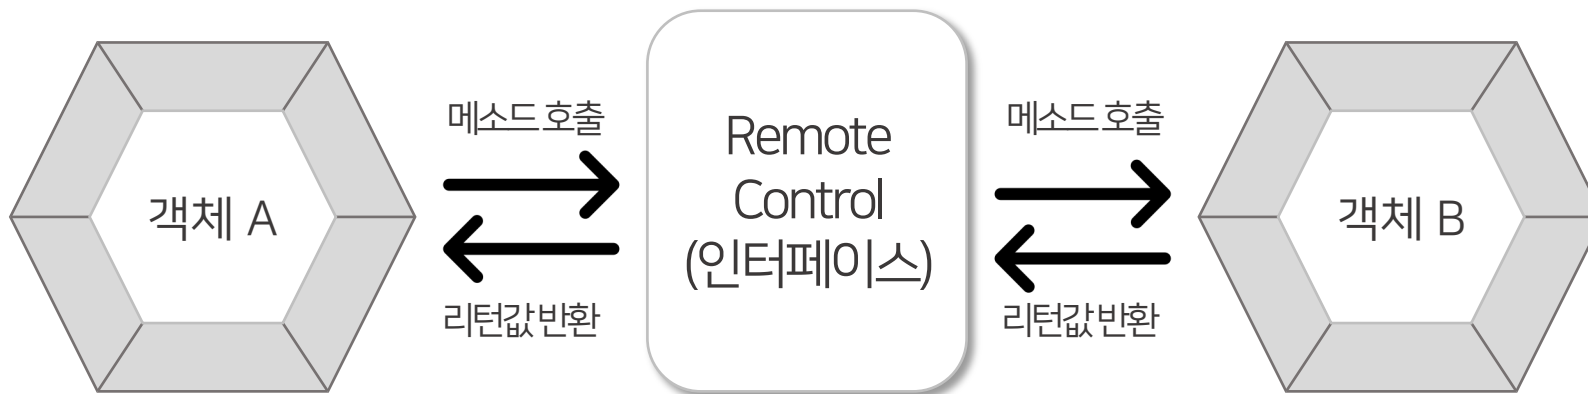 객체 A
메소드 호출
리턴값 반환
Remote
Control
(인터페이스)
메소드 호출
리턴값 반환
객체 B